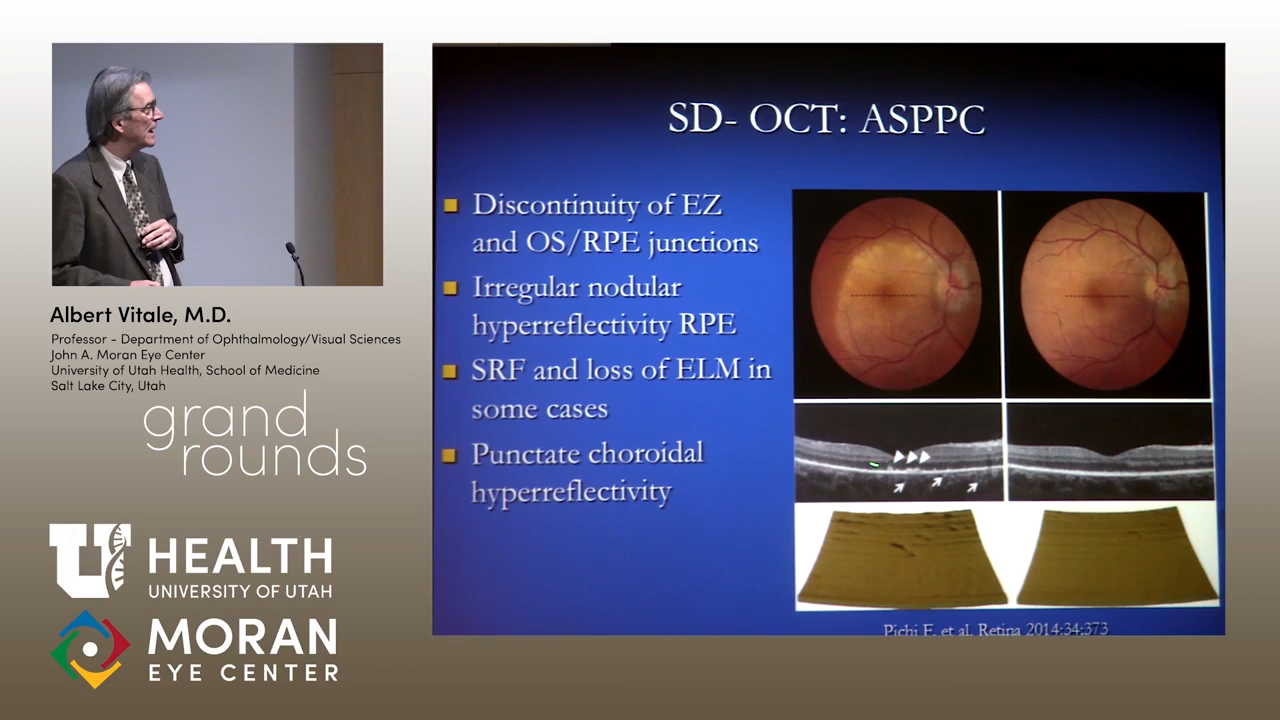 SD- OCT: ASPPC
Discontinuity of EZ
and OS/RPE junctions
Irregular nodular
hyperreflectivity RPE
SRF and loss of ELM in
some cases
Punctate choroidal
hyperreflectivity
Pichi F. et al. Retina 2014:34:373
Albert Vitale, M.D.
Professor - Department of Ophthalmology/Visual Sciences
John A. Moran Eye Center
University of Utah Health, School of Medicine
Salt Lake City, Utah
grand
rounds
U HEALTH
UNIVERSITY OF UTAH
MORAN
EYE CENTER